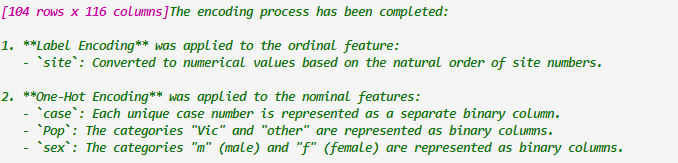 [104 rows x 116 columns]The encoding process has been completed:
1. **Label Encoding** was applied to the ordinal feature:
- `site`: Converted to numerical values based on the natural order of site numbers.
2. **One-Hot Encoding** was applied to the nominal features:
- `case`: Each unique case number is represented as a separate binary column.
- `Pop`: The categories "Vic" and "other" are represented as binary columns.
- `sex`: The categories "m" (male) and "f" (female) are represented as binary columns.